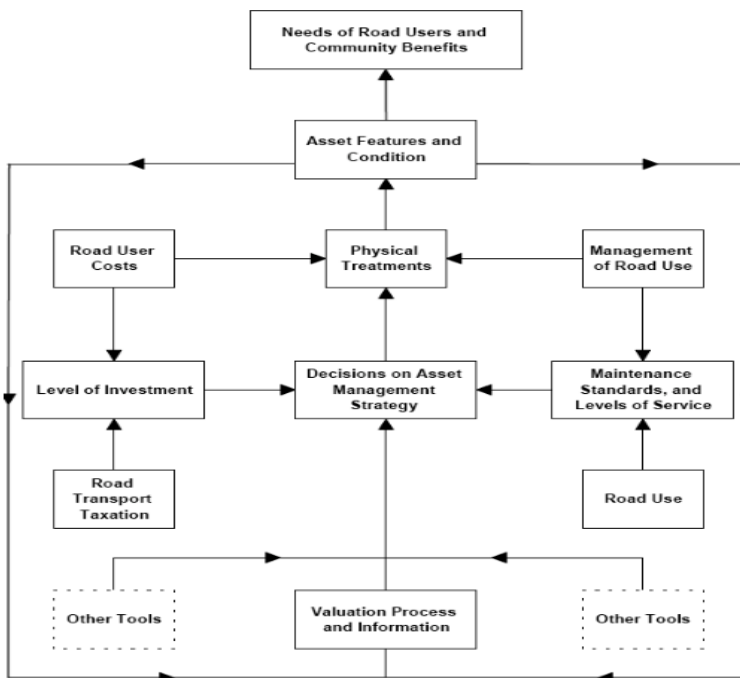 Needs of Road Users and
Community Benefits
Asset Features and
Condition
Road User
Costs
Physical
Treatments
Management
of Road Use
Level of Investment
Decisions on Asset
Management
Strategy
Maintenance
Standards, and
Levels of Service
Road
Transport
Taxation
Road Use
Other Tools
Valuation Process
and Information
Other Tools